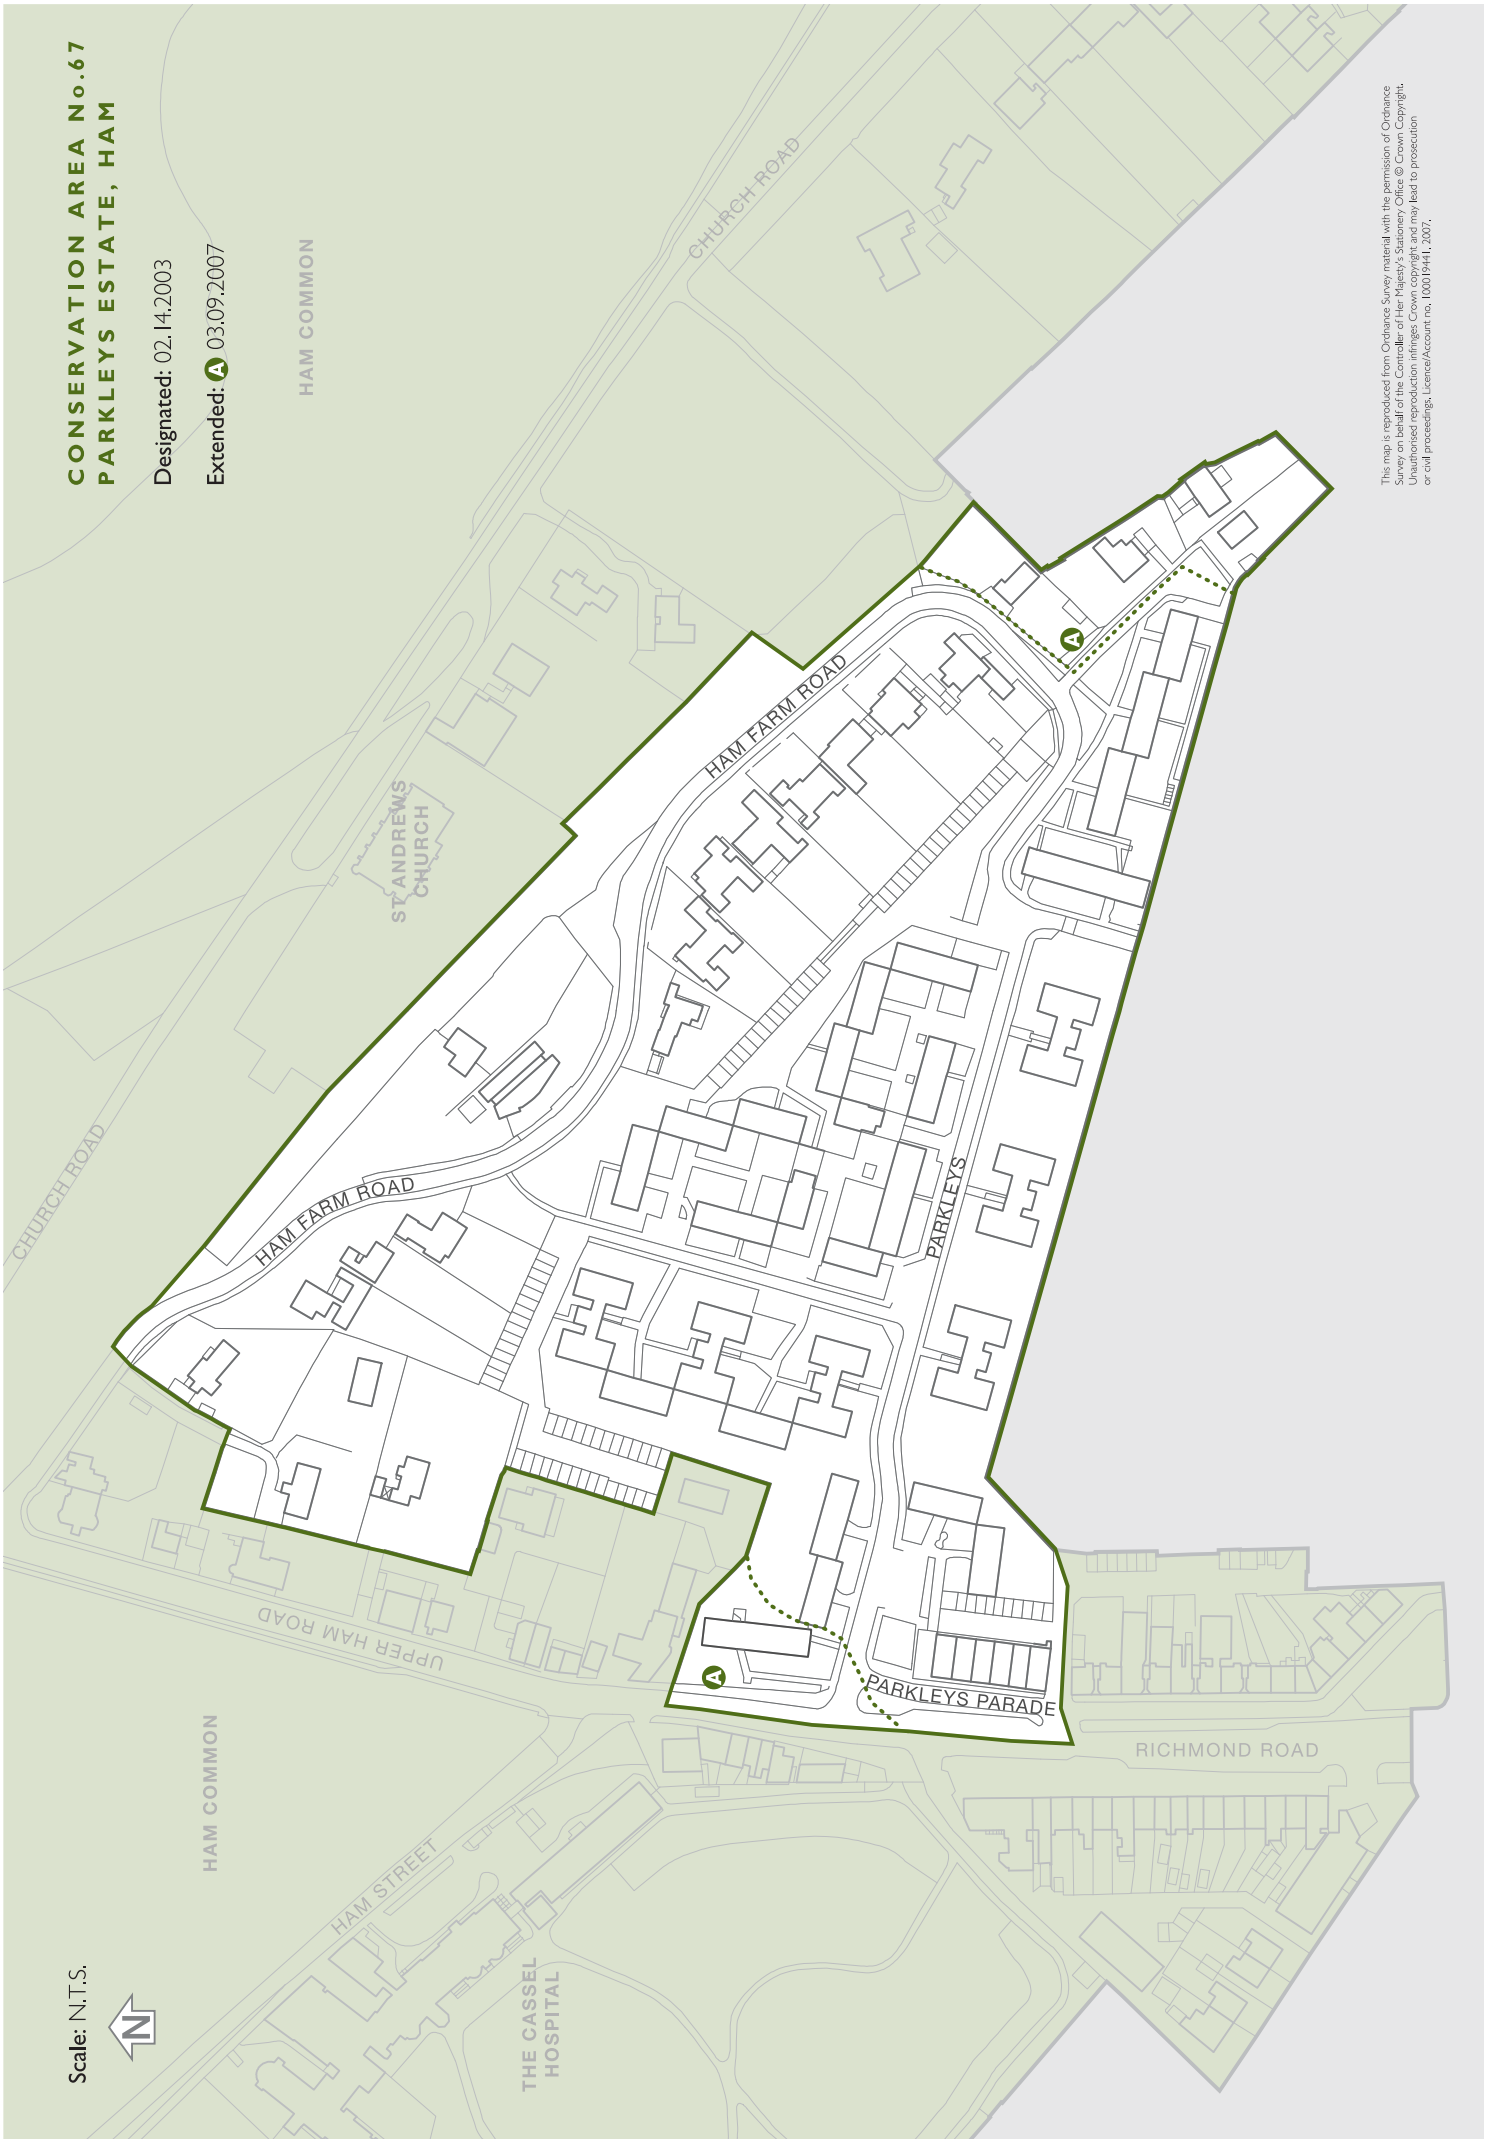 CONSERVATION AREA No.67
PARKLEYS ESTATE, HAM
Designated: 02.14.2003
Extended: A 03.09.2007
HAM COMMON
CHURCH ROAD
ST ANDREWS
CHURCH
HAM FARM ROAD
A
CHURCH ROAD
HAM FARM ROAD
PARKLEYS
UPPER HAM ROAD
A
PARKLEYS PARADE
RICHMOND ROAD
HAM COMMON
HAM STREET
THE CASSEL
HOSPITAL
Scale: N.T.S.
N
This map is reproduced from Ordnance Survey material with the permission of Ordnance
Survey on behalf of the Controller of Her Majesty's Stationery Office © Crown Copyright.
Unauthorised reproduction infringes Crown copyright and may lead to prosecution
or civil proceedings. Licence/Account no. 100019441. 2007.